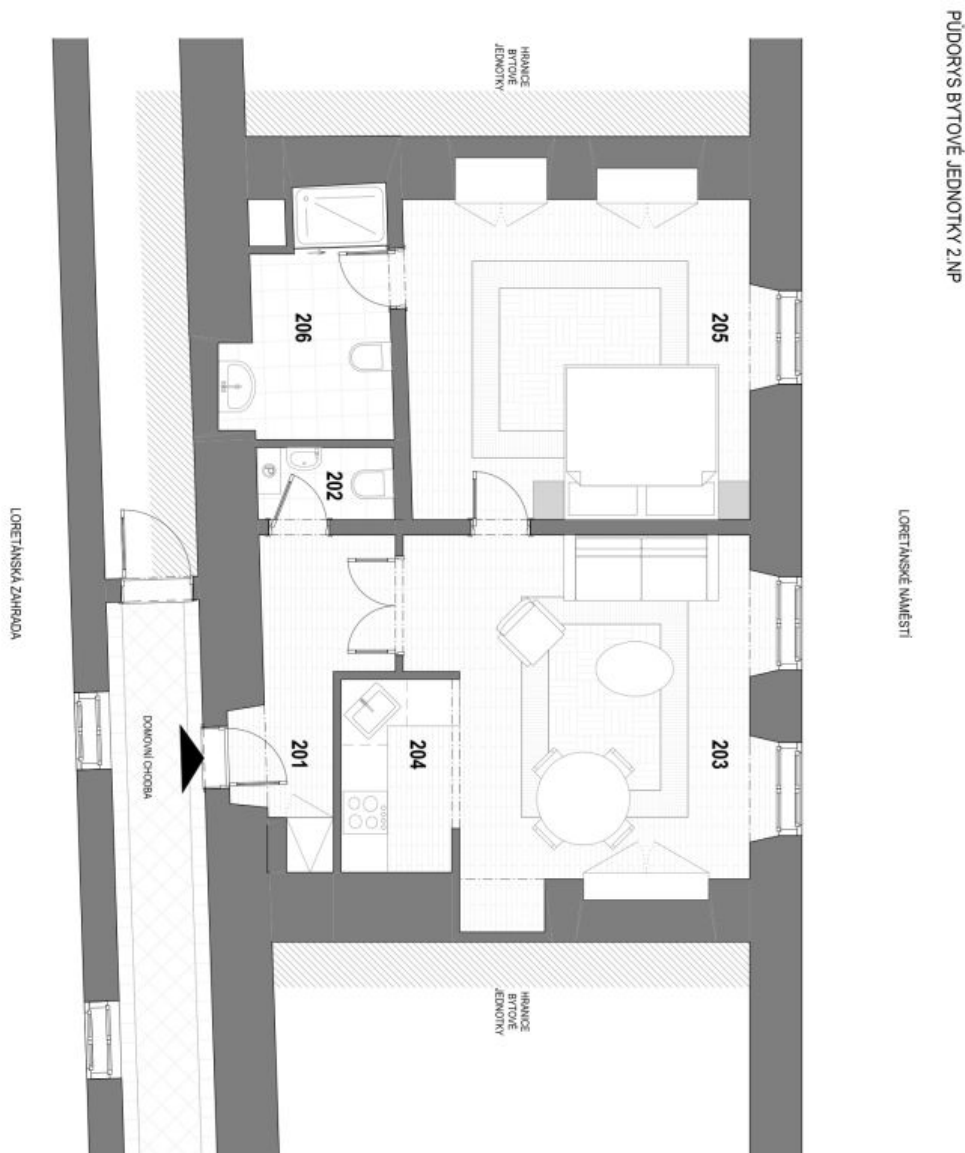 PŮDORYS BYTOVÉ JEDNOTKY 2.NP
LORETÁNSKÉ NÁMĚSTÍ
HRANICE
BYTOVÉ
JEDNOTKY
205
206
202
203
204
201
HRANICE
BYTOVÉ
JEDNOTKY
DOMOVNÍ CHODBA
LORETÁNSKÁ ZAHRADA